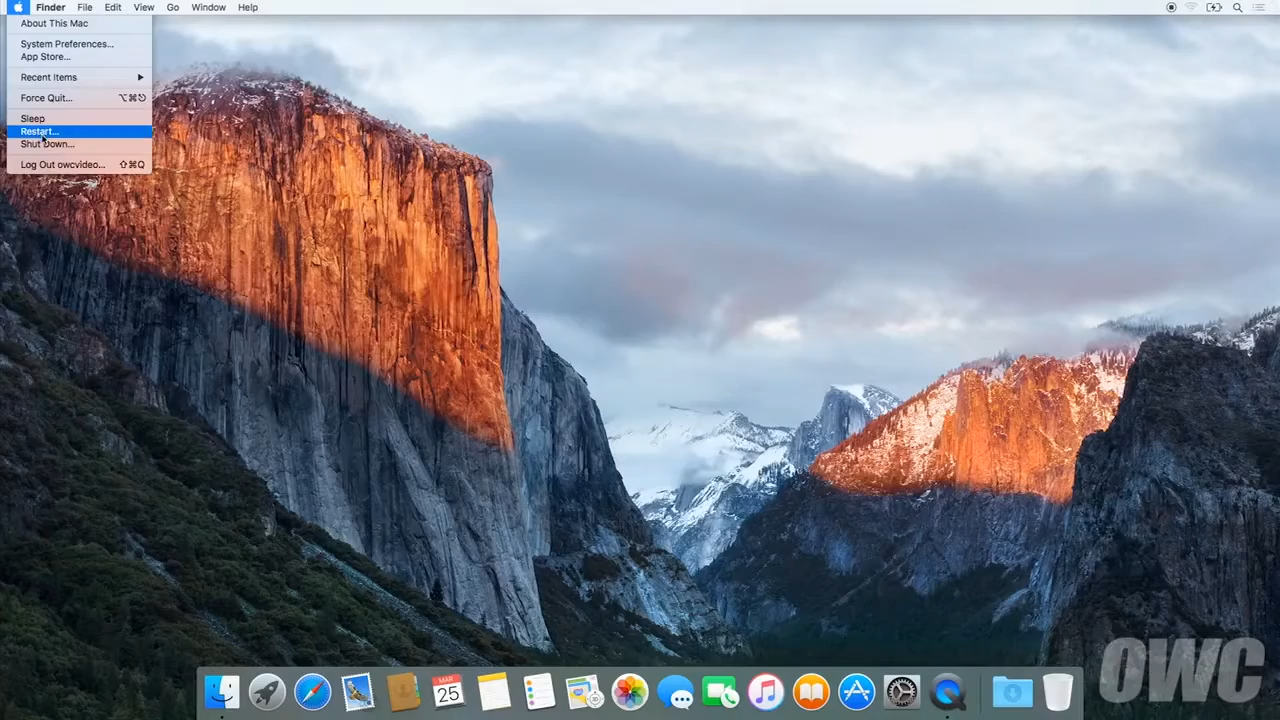 Finder File Edit View Go Window Help
About This Mac
System Preferences...
App Store...
Recent Items
Force Quit... ⌥⌘⎋
Sleep
Restart...
Shut Down...
Log Out owcvideo... ⇧⌘Q
MAR
25
OWC